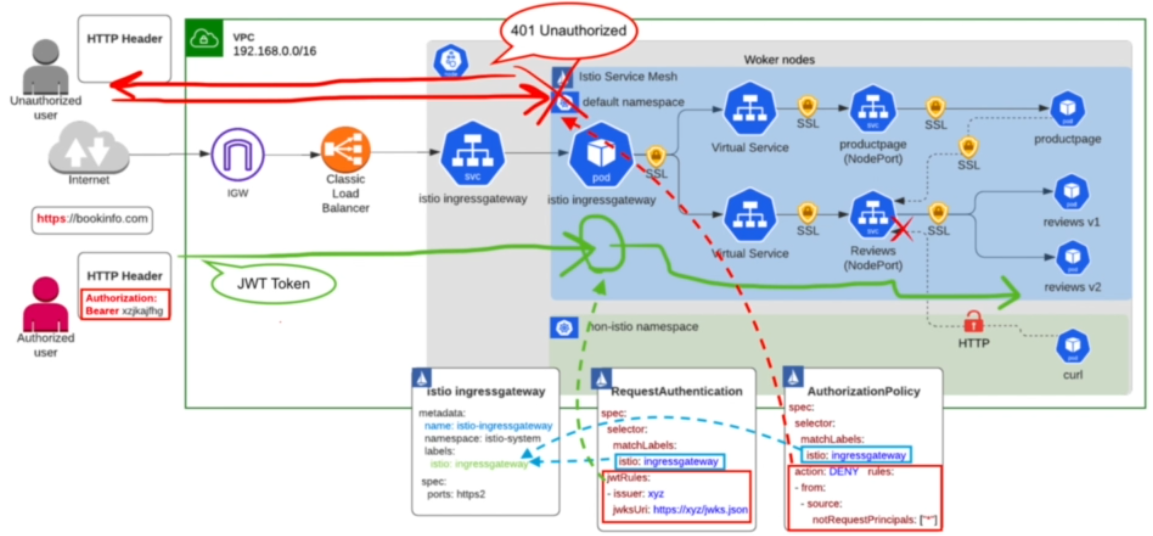 HTTP Header
Unauthorized
user
VPC
192.168.0.0/16
401 Unauthorized
Woker nodes
node
Istio Service Mesh
default namespace
Internet
IGW
Classic
Load
Balancer
svc
istio ingressgateway
pod
istio ingressgateway
SSL
Virtual Service
SSL
svc
productpage
(NodePort)
SSL
pod
productpage
SSL
Virtual Service
SSL
svc
Reviews
(NodePort)
SSL
pod
reviews v1
pod
reviews v2
https://bookinfo.com
HTTP Header
Authorization:
Bearer xzjkajfhg
Authorized
user
JWT Token
non-istio namespace
HTTP
pod
curl
istio ingressgateway
metadata:
name: istio-ingressgateway
namespace: istio-system
labels:
istio: ingressgateway
spec:
ports: https2
RequestAuthentication
spec:
selector:
matchLabels:
istio: ingressgateway
jwtRules:
- issuer: xyz
jwksUri: https://xyz/jwks.json
AuthorizationPolicy
spec:
selector:
matchLabels:
istio: ingressgateway
action: DENY rules:
- from:
- source:
notRequestPrincipals: ["*"]